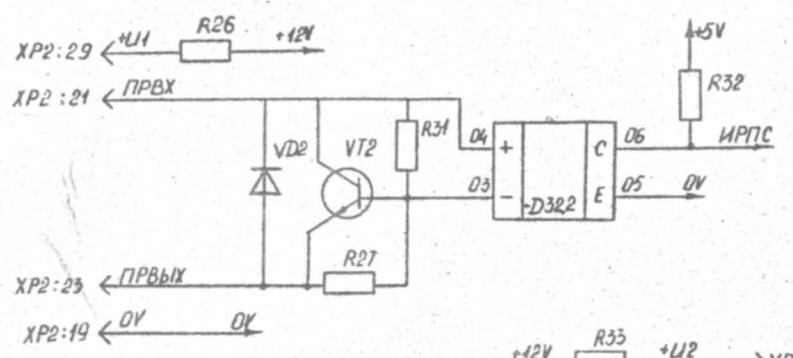 XP2:29 +U1 R26 +12V
+5V
XP2:21 ПРВХ
R32
VD2 VT2 R31
04 + C 06 ИРПС
03 - E 05 0V
D32.2
R27
XP2:23 ПРВЫХ
XP2:19 0V 0V
+12V R33 +U2